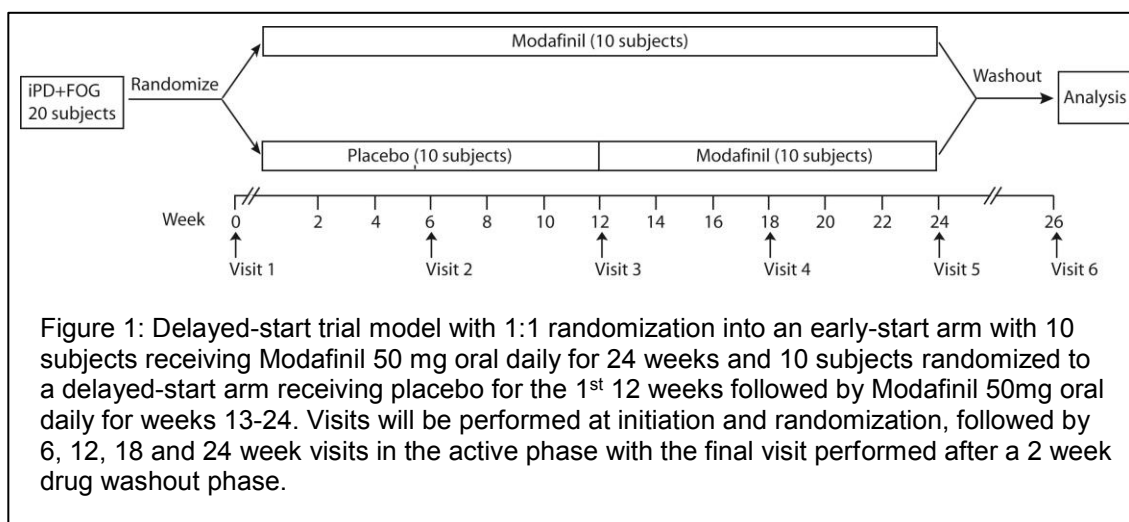 Modafinil (10 subjects)
iPD+FOG
20 subjects
Randomize
Washout
Analysis
Placebo (10 subjects)
Modafinil (10 subjects)
Week
0 2 4 6 8 10 12 14 16 18 20 22 24 26
Visit 1 Visit 2 Visit 3 Visit 4 Visit 5 Visit 6
Figure 1: Delayed-start trial model with 1:1 randomization into an early-start arm with 10
subjects receiving Modafinil 50 mg oral daily for 24 weeks and 10 subjects randomized to
a delayed-start arm receiving placebo for the 1st 12 weeks followed by Modafinil 50mg oral
daily for weeks 13-24. Visits will be performed at initiation and randomization, followed by
6, 12, 18 and 24 week visits in the active phase with the final visit performed after a 2 week
drug washout phase.